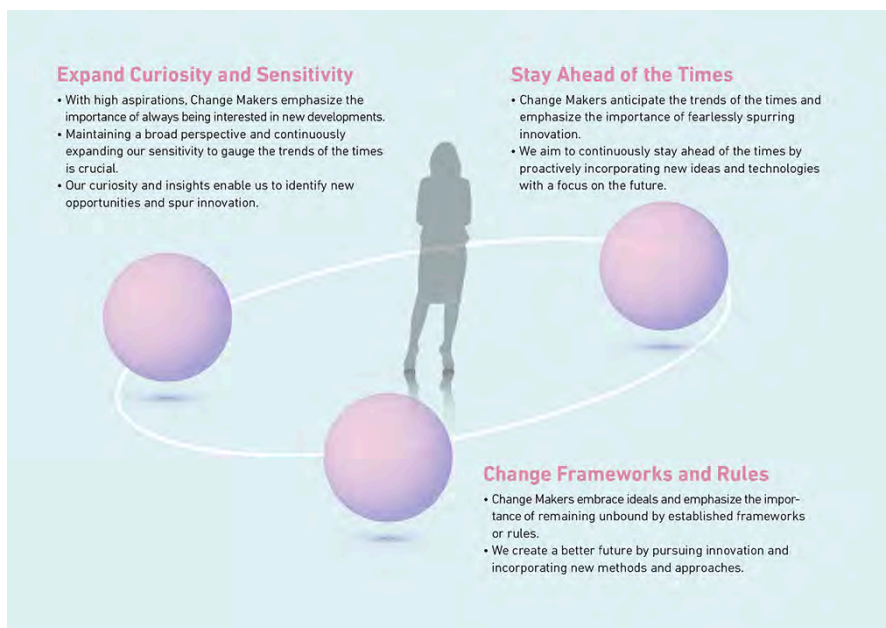 Expand Curiosity and Sensitivity
• With high aspirations, Change Makers emphasize the
importance of always being interested in new developments.
• Maintaining a broad perspective and continuously
expanding our sensitivity to gauge the trends of the times
is crucial.
• Our curiosity and insights enable us to identify new
opportunities and spur innovation.
Stay Ahead of the Times
• Change Makers anticipate the trends of the times and
emphasize the importance of fearlessly spurring
innovation.
• We aim to continuously stay ahead of the times by
proactively incorporating new ideas and technologies
with a focus on the future.
Change Frameworks and Rules
• Change Makers embrace ideals and emphasize the impor-
tance of remaining unbound by established frameworks
or rules.
• We create a better future by pursuing innovation and
incorporating new methods and approaches.